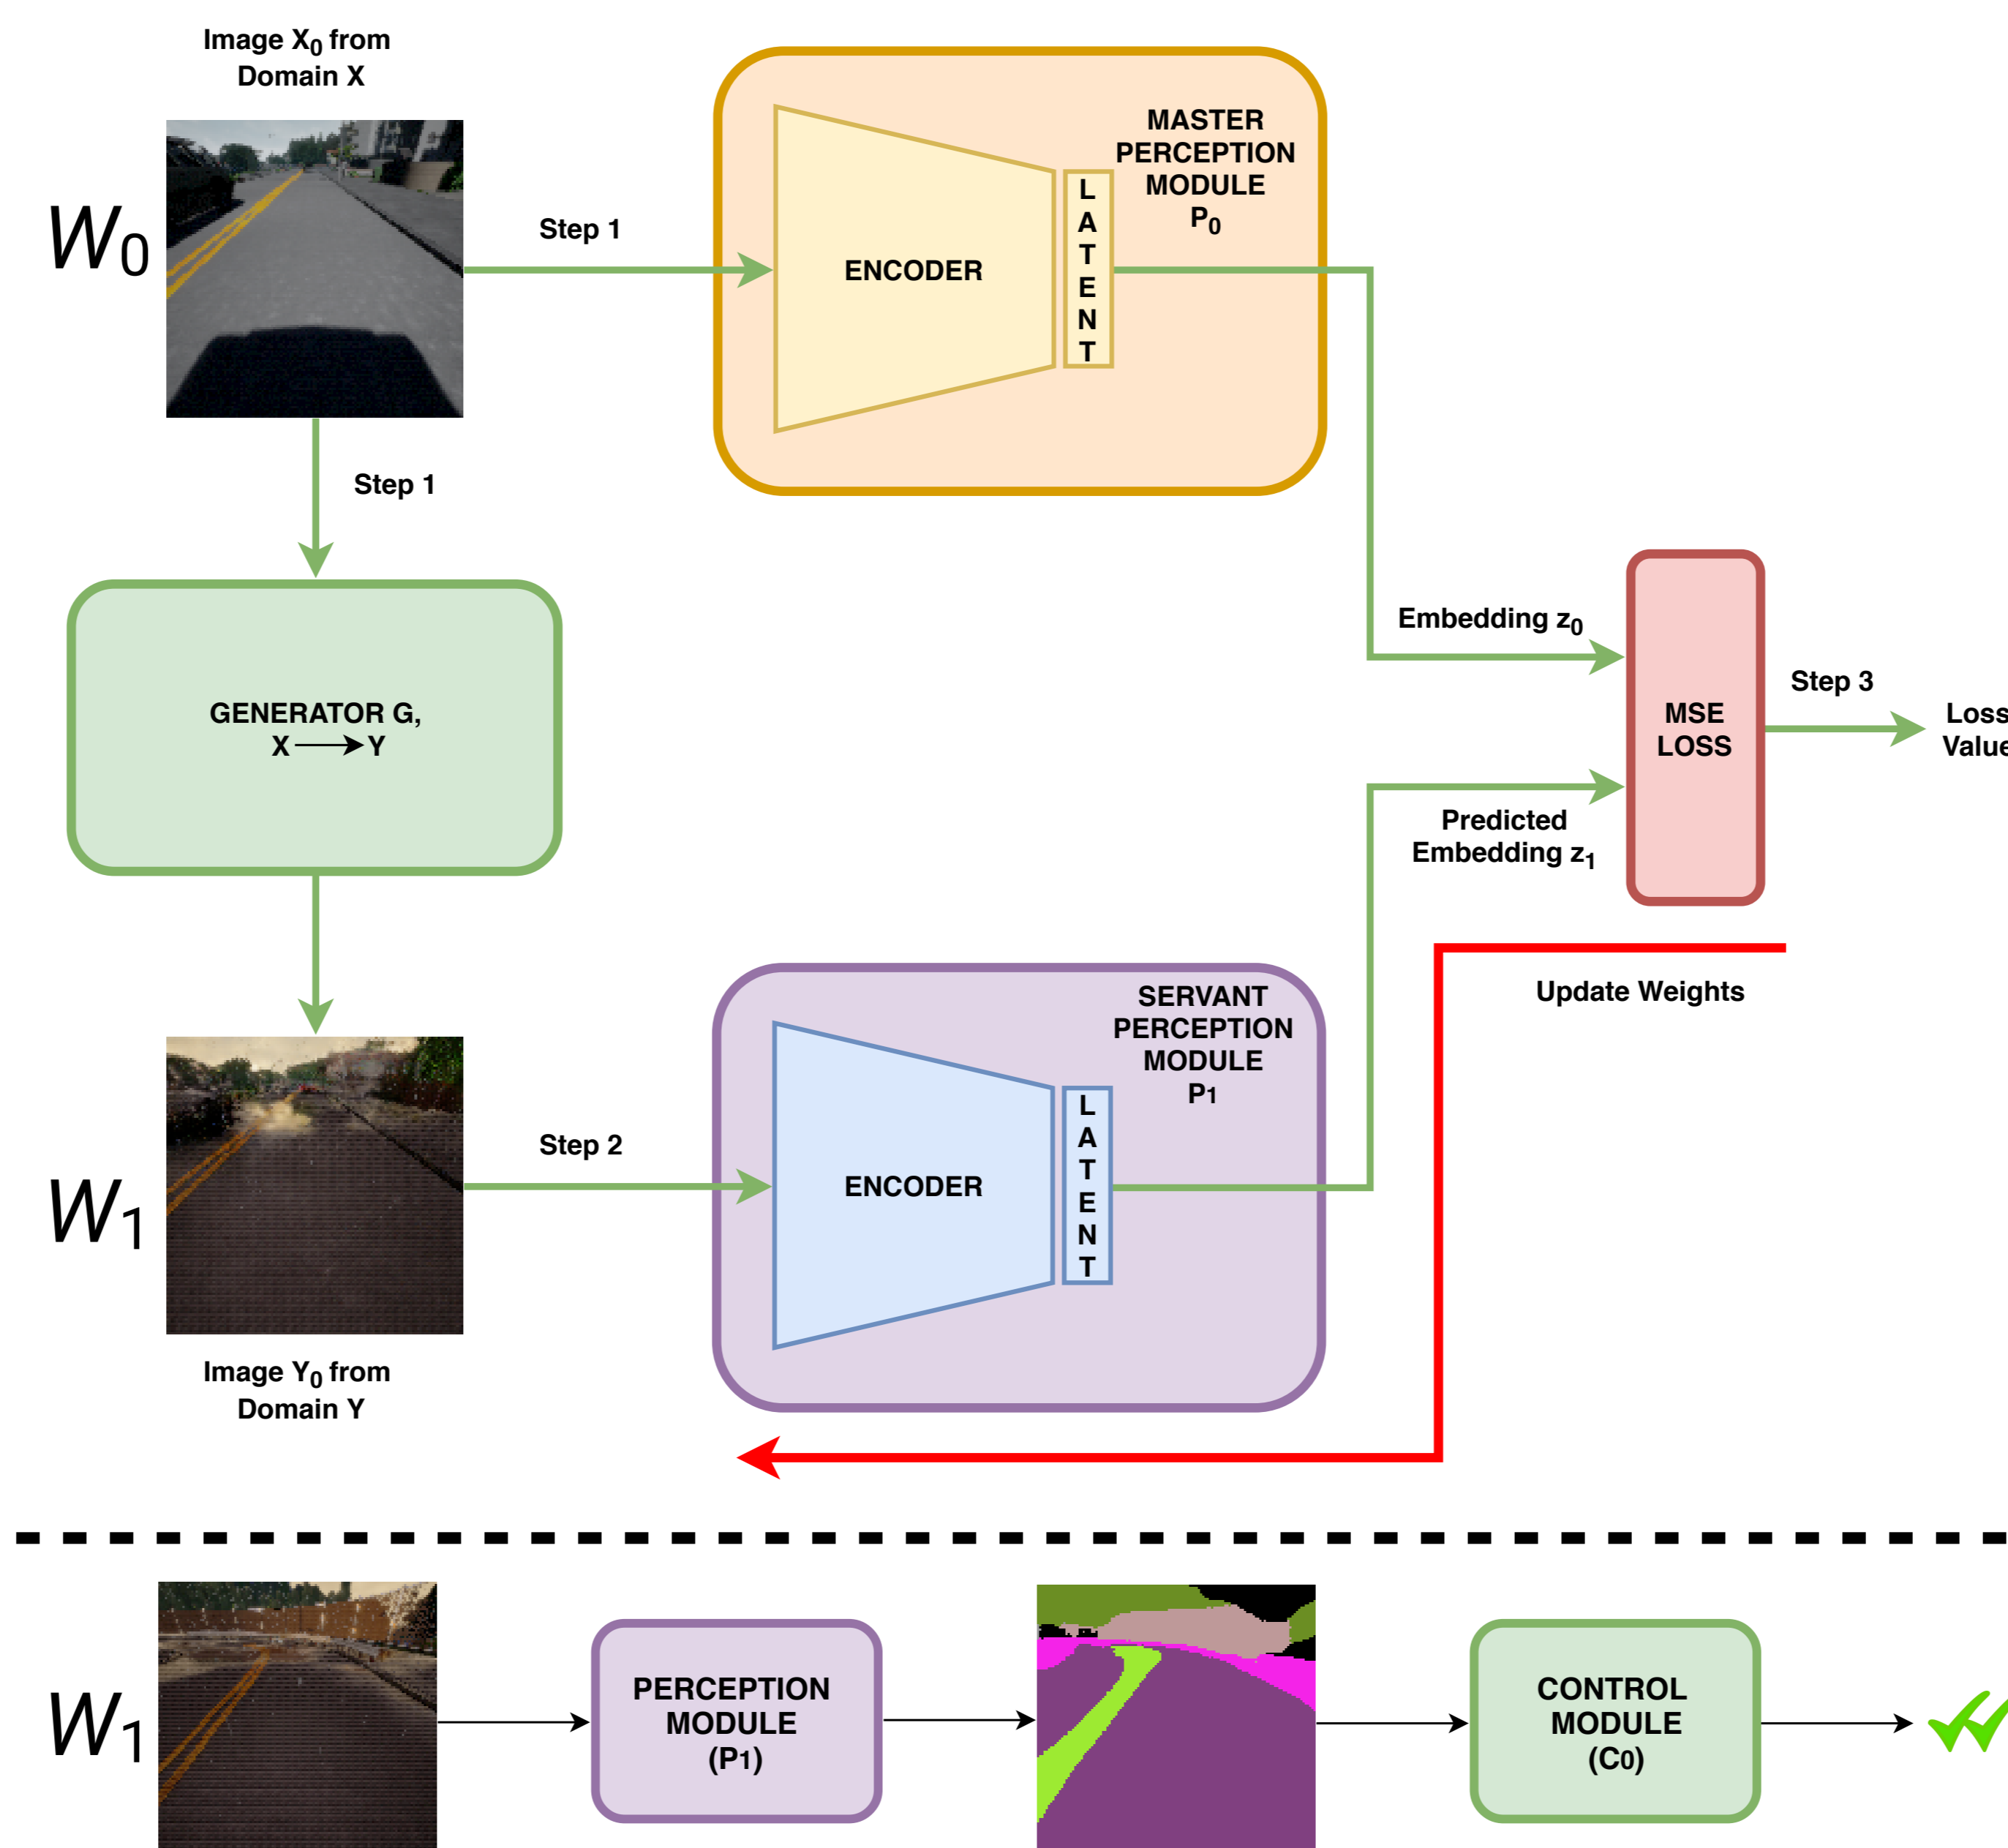 Image X₀ from
Domain X
W₀
Step 1
MASTER
PERCEPTION
MODULE
P₀
ENCODER
L
A
T
E
N
T
Step 1
GENERATOR G,
X ⟶ Y
Embedding z₀
MSE
LOSS
Step 3
Loss
Value
Predicted
Embedding z₁
Update Weights
SERVANT
PERCEPTION
MODULE
P1
W₁
Step 2
ENCODER
L
A
T
E
N
T
Image Y₀ from
Domain Y
W₁
PERCEPTION
MODULE
(P1)
CONTROL
MODULE
(C0)